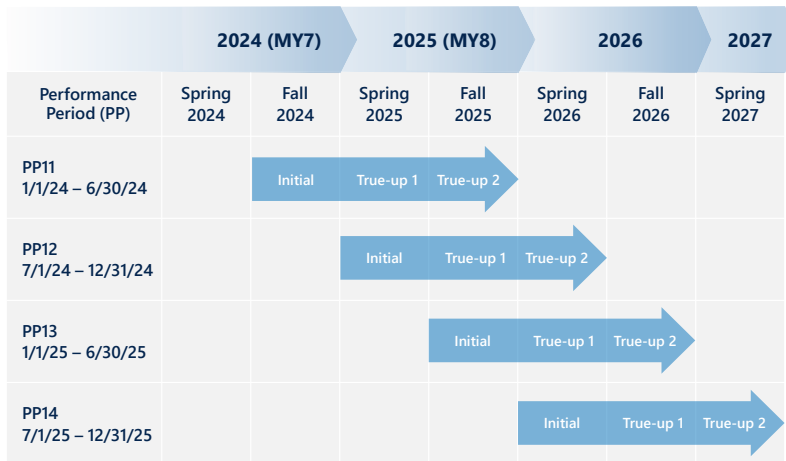 2024 (MY7) 2025 (MY8) 2026 2027
Performance Period (PP) Spring 2024 Fall 2024 Spring 2025 Fall 2025 Spring 2026 Fall 2026 Spring 2027
PP11
1/1/24 – 6/30/24
Initial True-up 1 True-up 2
PP12
7/1/24 – 12/31/24
Initial True-up 1 True-up 2
PP13
1/1/25 – 6/30/25
Initial True-up 1 True-up 2
PP14
7/1/25 – 12/31/25
Initial True-up 1 True-up 2